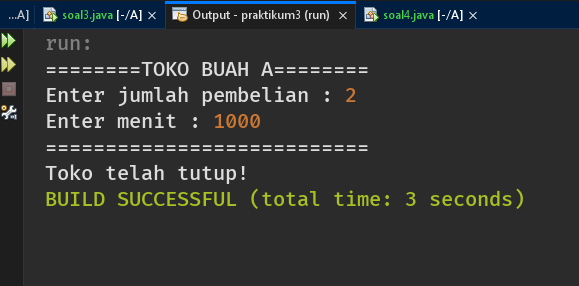 ...A] soal3.java [-/A] × Output - praktikum3 (run) × soal4.java [-/A] ×
run:
========TOKO BUAH A========
Enter jumlah pembelian : 2
Enter menit : 1000
===========================
Toko telah tutup!
BUILD SUCCESSFUL (total time: 3 seconds)